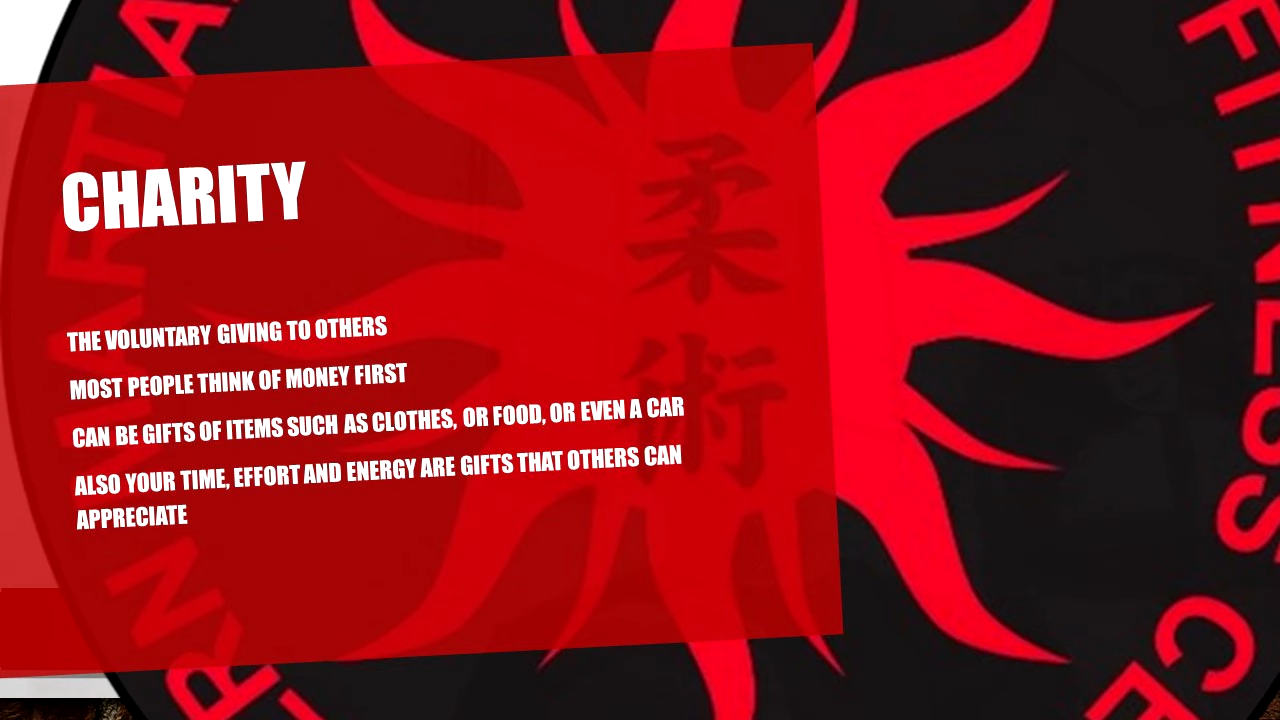 CHARITY
THE VOLUNTARY GIVING TO OTHERS
MOST PEOPLE THINK OF MONEY FIRST
CAN BE GIFTS OF ITEMS SUCH AS CLOTHES, OR FOOD, OR EVEN A CAR
ALSO YOUR TIME, EFFORT AND ENERGY ARE GIFTS THAT OTHERS CAN
APPRECIATE
柔
術
FITNESS CE